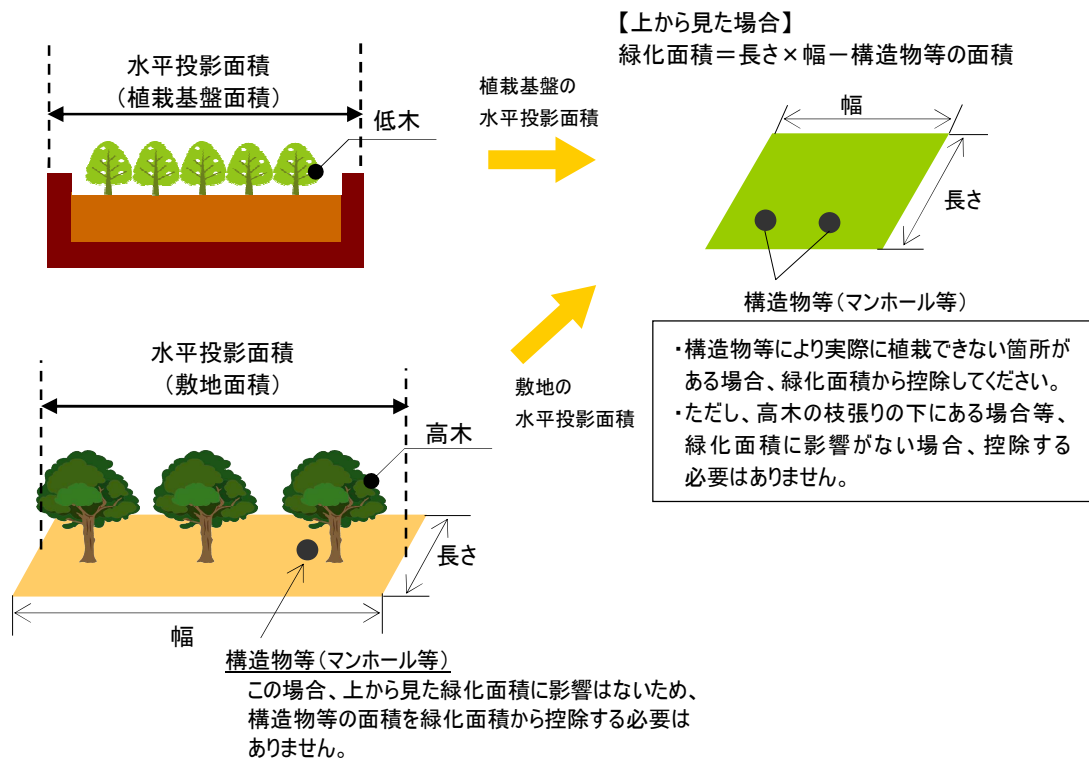 【上から見た場合】
緑化面積＝長さ×幅－構造物等の面積
水平投影面積
（植栽基盤面積）
低木
植栽基盤の
水平投影面積
幅
長さ
構造物等（マンホール等）
・構造物等により実際に植栽できない箇所が
ある場合、緑化面積から控除してください。
・ただし、高木の枝張りの下にある場合等、
緑化面積に影響がない場合、控除する
必要はありません。
水平投影面積
（敷地面積）
高木
敷地の
水平投影面積
長さ
幅
構造物等（マンホール等）
この場合、上から見た緑化面積に影響はないため、
構造物等の面積を緑化面積から控除する必要は
ありません。